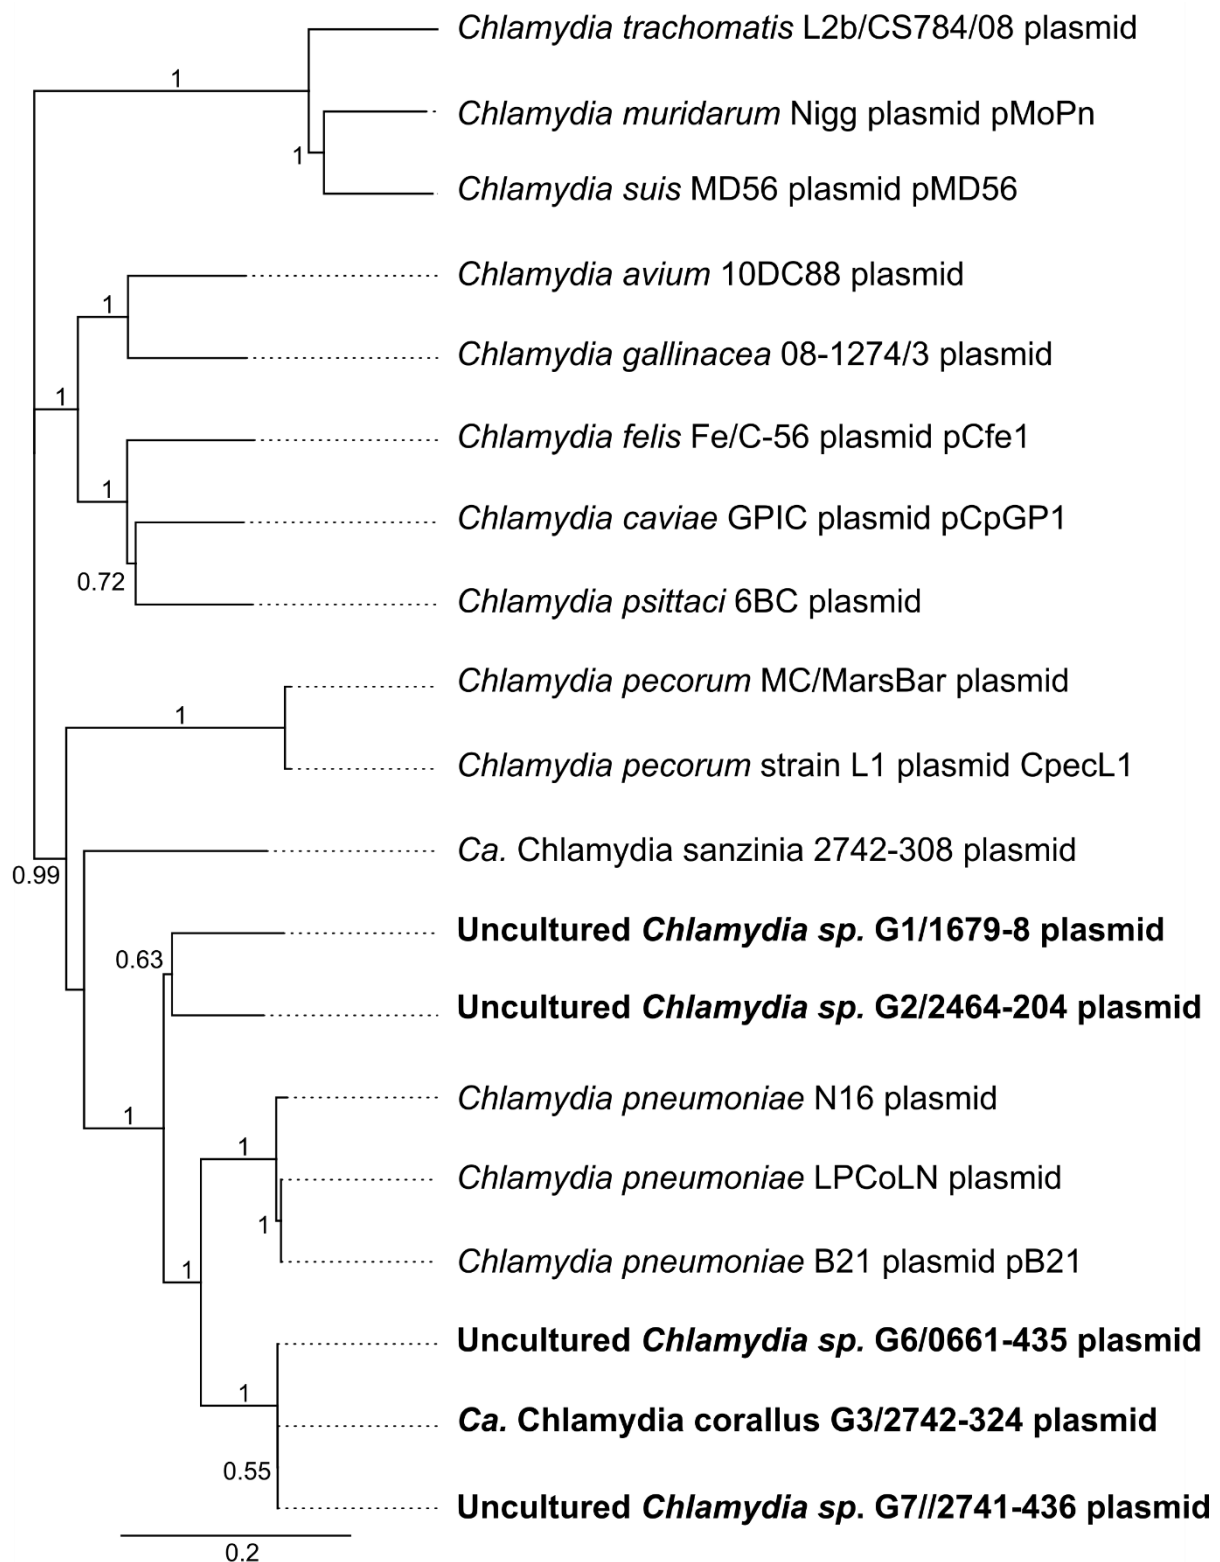 Chlamydia trachomatis L2b/CS784/08 plasmid
1
Chlamydia muridarum Nigg plasmid pMoPn
1
Chlamydia suis MD56 plasmid pMD56
Chlamydia avium 10DC88 plasmid
1
Chlamydia gallinacea 08-1274/3 plasmid
1
Chlamydia felis Fe/C-56 plasmid pCfe1
1
Chlamydia caviae GPIC plasmid pCpGP1
0.72
Chlamydia psittaci 6BC plasmid
Chlamydia pecorum MC/MarsBar plasmid
1
Chlamydia pecorum strain L1 plasmid CpecL1
Ca. Chlamydia sanzinia 2742-308 plasmid
0.99
Uncultured Chlamydia sp. G1/1679-8 plasmid
0.63
Uncultured Chlamydia sp. G2/2464-204 plasmid
Chlamydia pneumoniae N16 plasmid
1
1
Chlamydia pneumoniae LPCoLN plasmid
1
Chlamydia pneumoniae B21 plasmid pB21
1
Uncultured Chlamydia sp. G6/0661-435 plasmid
1
Ca. Chlamydia corallus G3/2742-324 plasmid
0.55
Uncultured Chlamydia sp. G7//2741-436 plasmid
0.2